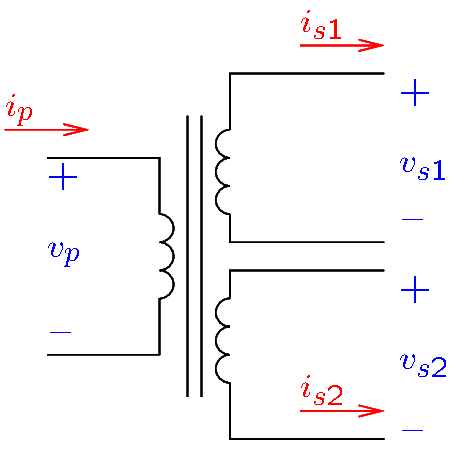 i_s1
i_p
+
+
v_s1
−
v_p
+
−
v_s2
i_s2
−